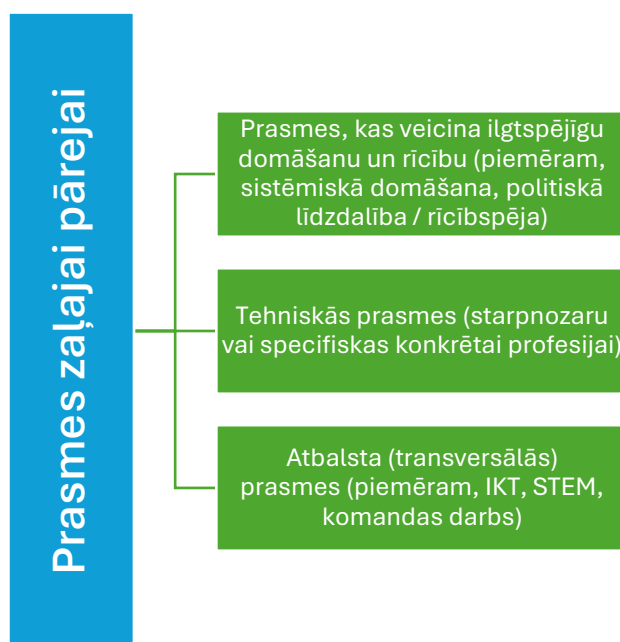 Prasmes zaļajai pārejai
Prasmes, kas veicina ilgtspējīgu
domāšanu un rīcību (piemēram,
sistēmiskā domāšana, politiskā
līdzdalība / rīcībspēja)
Tehniskās prasmes (starpnozaru
vai specifiskas konkrētai profesijai)
Atbalsta (transversālās)
prasmes (piemēram, IKT, STEM,
komandas darbs)